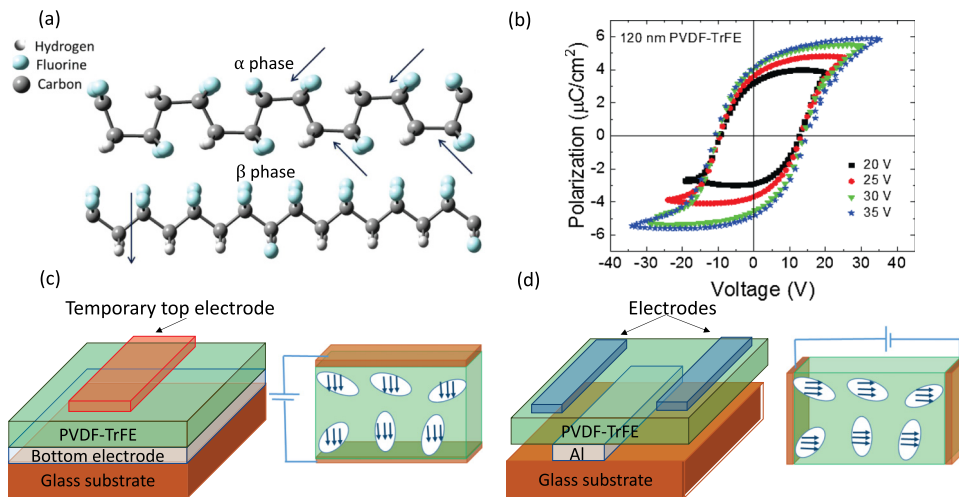 (a)
Hydrogen
Fluorine
Carbon
α phase
β phase
(b)
120 nm PVDF-TrFE
Polarization (μC/cm²)
6
4
2
0
-2
-4
-6
20 V
25 V
30 V
35 V
-40 -30 -20 -10 0 10 20 30 40
Voltage (V)
(c)
Temporary top electrode
PVDF-TrFE
Bottom electrode
Glass substrate
(d)
Electrodes
PVDF-TrFE
Al
Glass substrate